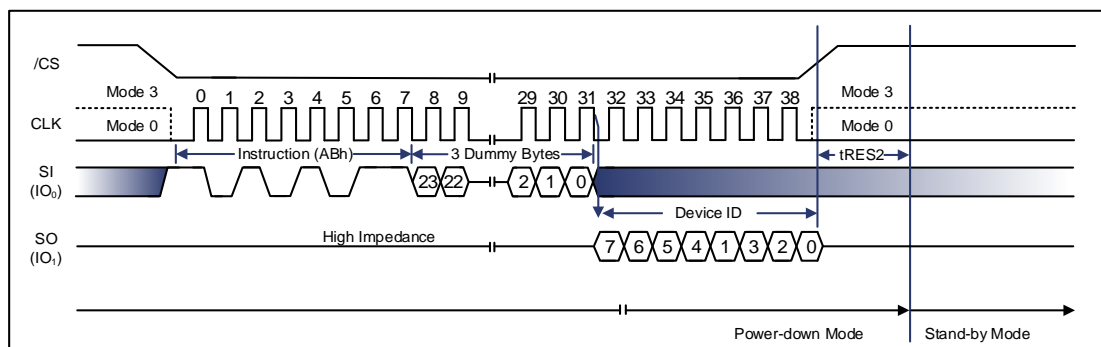 /CS
Mode 3
0 1 2 3 4 5 6 7 8 9 29 30 31 32 33 34 35 36 37 38
Mode 3
CLK
Mode 0
Mode 0
Instruction (ABh)
3 Dummy Bytes
tRES2
SI
(IO₀)
23 22 2 1 0
Device ID
SO
(IO₁)
High Impedance
7 6 5 4 1 3 2 0
Power-down Mode
Stand-by Mode